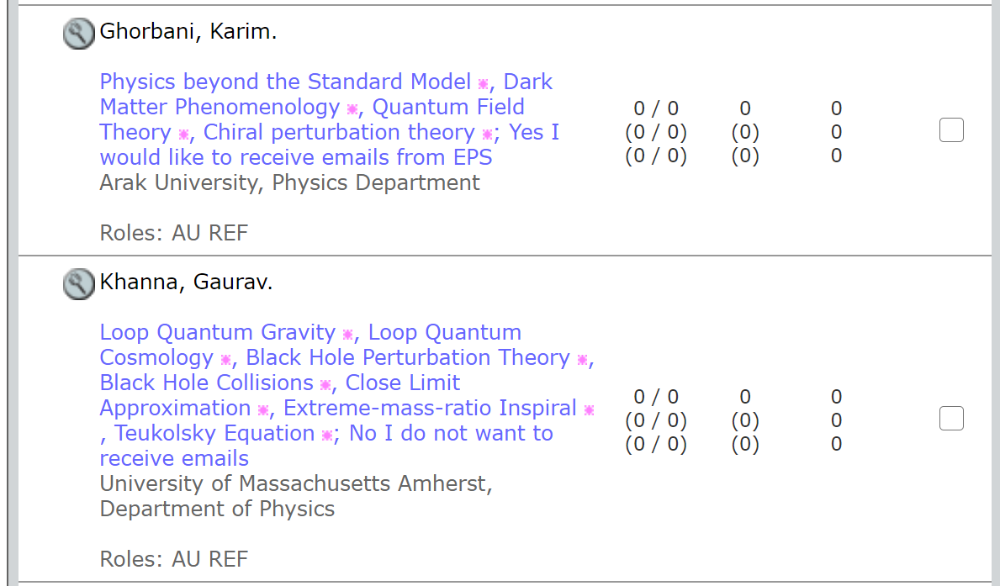 Ghorbani, Karim.
Physics beyond the Standard Model , Dark
Matter Phenomenology , Quantum Field
Theory , Chiral perturbation theory ; Yes I
would like to receive emails from EPS
Arak University, Physics Department
0 / 0 0 0
(0 / 0) (0) 0
(0 / 0) (0) 0
Roles: AU REF
Khanna, Gaurav.
Loop Quantum Gravity , Loop Quantum
Cosmology , Black Hole Perturbation Theory ,
Black Hole Collisions , Close Limit
Approximation , Extreme-mass-ratio Inspiral
, Teukolsky Equation ; No I do not want to
receive emails
University of Massachusetts Amherst,
Department of Physics
0 / 0 0 0
(0 / 0) (0) 0
(0 / 0) (0) 0
Roles: AU REF